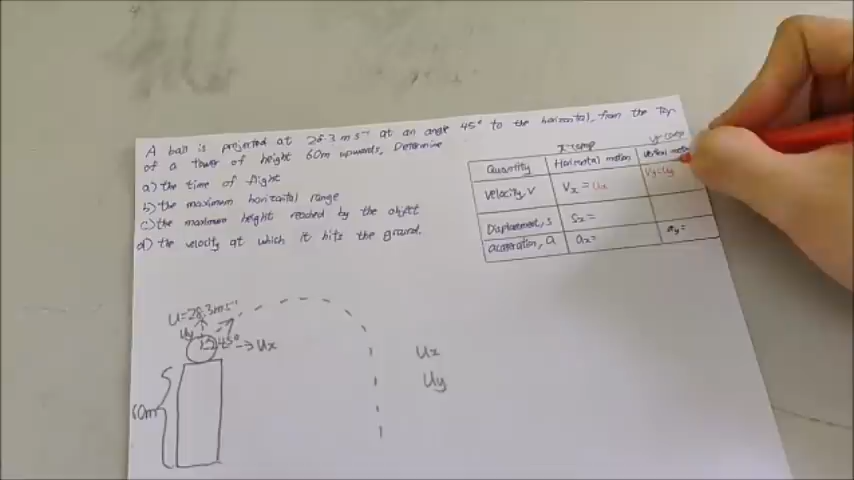 A ball is projected at 28.3 ms⁻¹ at an angle 45° to the horizontal, from the Top
of a tower of height 60m upwards. Determine
a) the time of flight
b) the maximum horizontal range
c) the maximum height reached by the object
d) the velocity at which it hits the ground.
x-comp y-comp
Quantity Horizontal motion Vertical motion
Velocity, V Vx = Ux Vy = Uy
Displacement, s Sx =
acceleration, a ax = ay =
U = 28.3 ms⁻¹
Uy
45° → Ux
60m
Ux
Uy